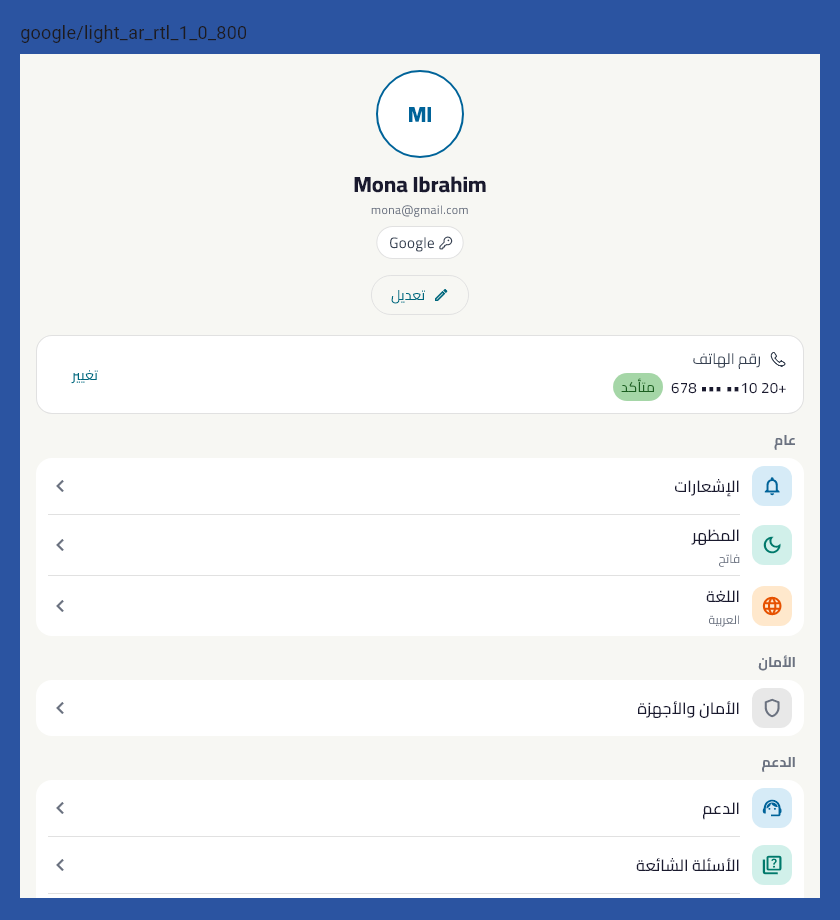 google/light_ar_rtl_1_0_800
MI
Mona Ibrahim
mona@gmail.com
Google
تعديل
رقم الهاتف
+20 10•• ••• 678 متأكد
تغيير
عام
الإشعارات
المظهر
فاتح
اللغة
العربية
الأمان
الأمان والأجهزة
الدعم
الدعم
الأسئلة الشائعة